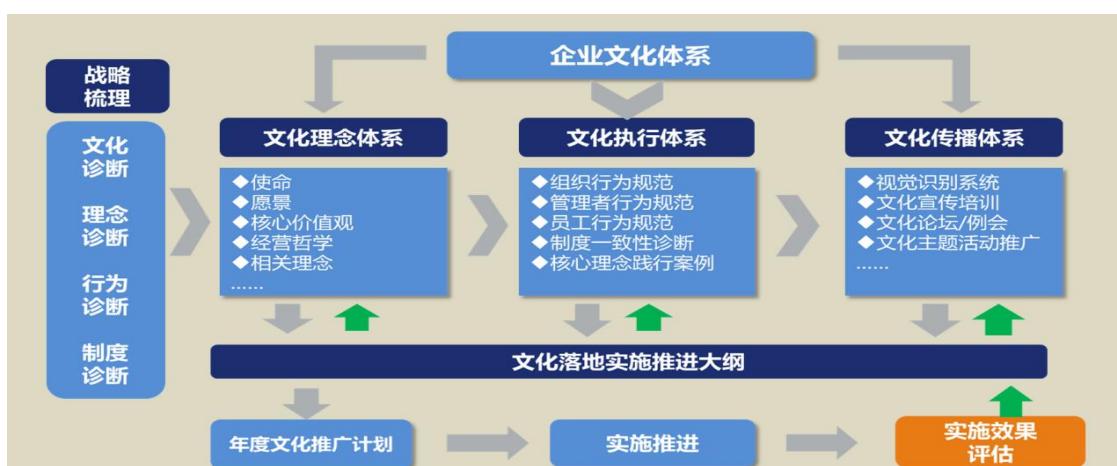 企业文化体系
战略
梳理
文化
诊断
理念
诊断
行为
诊断
制度
诊断
文化理念体系
◆使命
◆愿景
◆核心价值观
◆经营哲学
◆相关理念
......
文化执行体系
◆组织行为规范
◆管理者行为规范
◆员工行为规范
◆制度一致性诊断
◆核心理念践行案例
文化传播体系
◆视觉识别系统
◆文化宣传培训
◆文化论坛/例会
◆文化主题活动推广
......
文化落地实施推进大纲
年度文化推广计划
实施推进
实施效果
评估